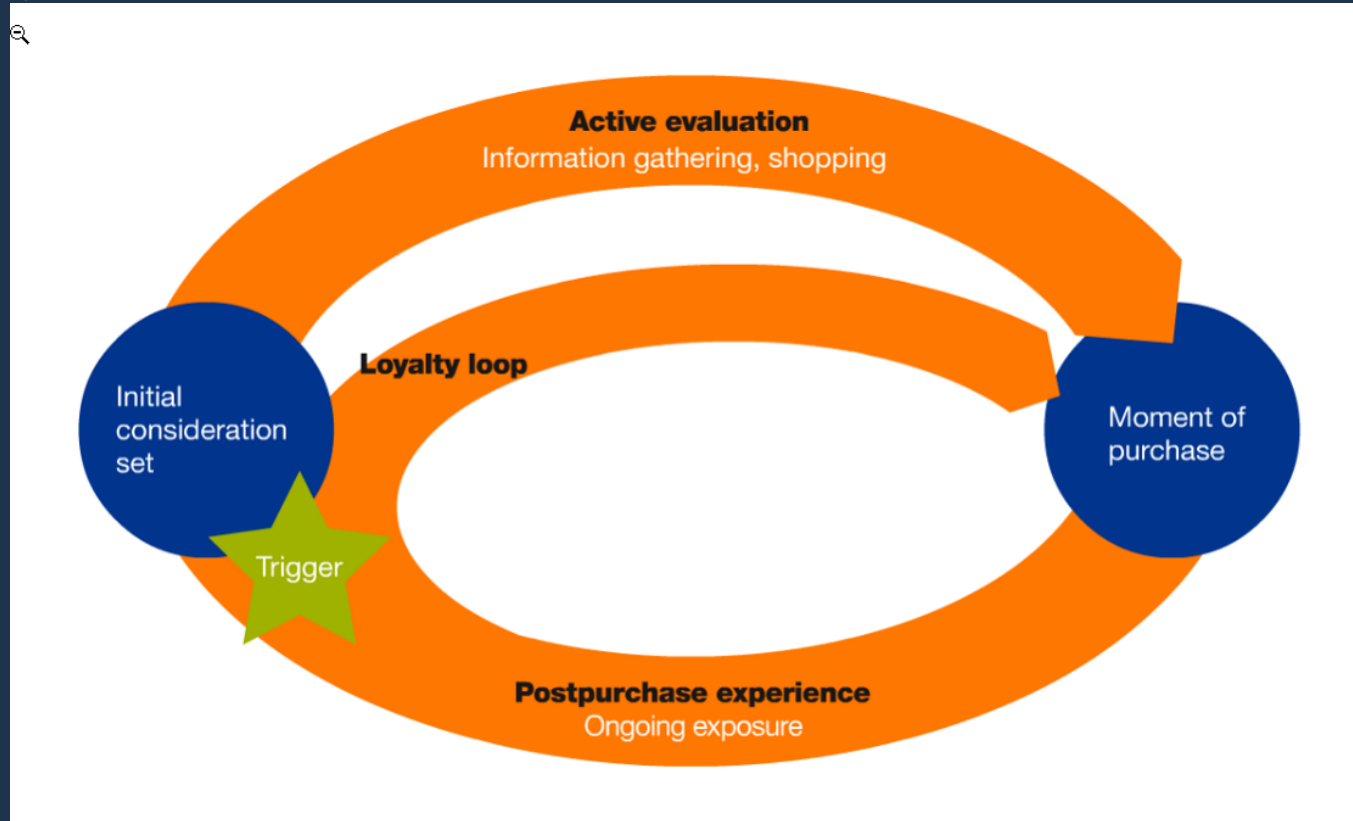 Active evaluation
Information gathering, shopping
Loyalty loop
Initial
consideration
set
Moment of
purchase
Trigger
Postpurchase experience
Ongoing exposure